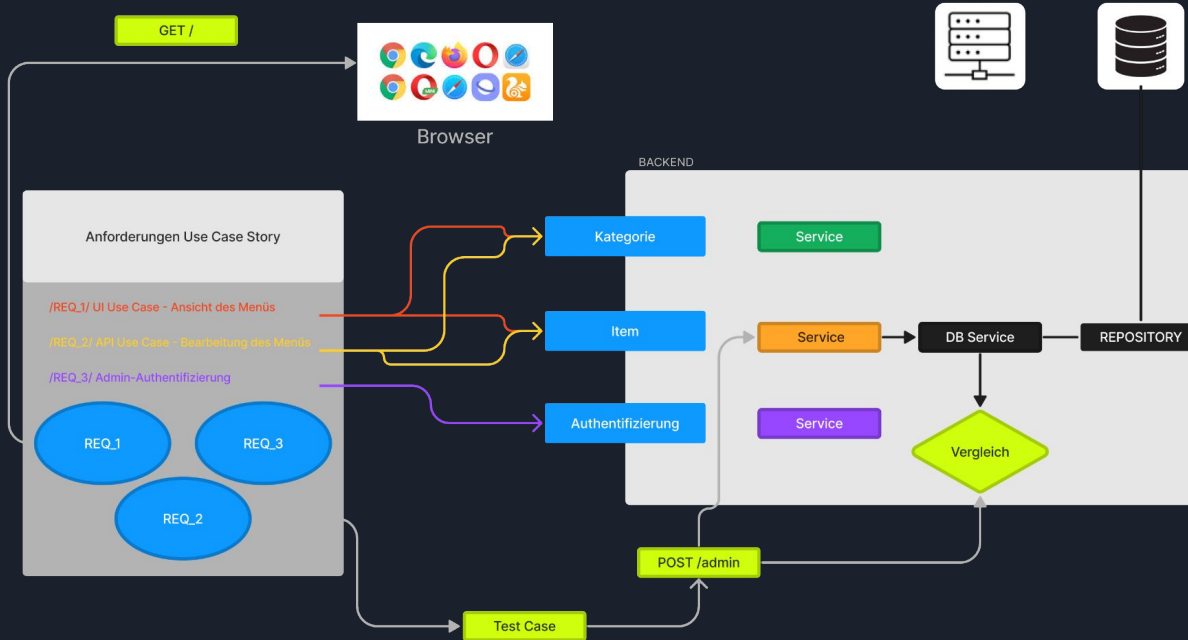 GET /
Browser
BACKEND
Anforderungen Use Case Story
Kategorie
Service
/REQ_1/ UI Use Case - Ansicht des Menüs
/REQ_2/ API Use Case - Bearbeitung des Menüs
/REQ_3/ Admin-Authentifizierung
Item
Service
DB Service
REPOSITORY
Authentifizierung
Service
REQ_1
REQ_3
REQ_2
Vergleich
POST /admin
Test Case